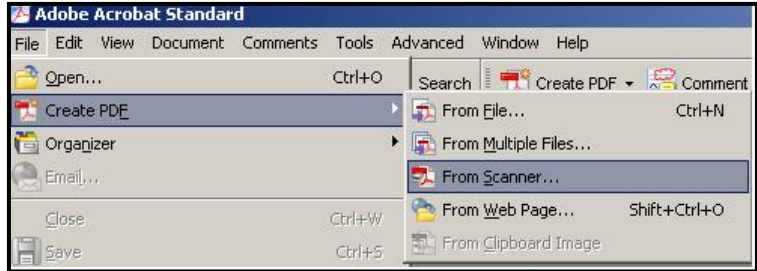 Adobe Acrobat Standard
File Edit View Document Comments Tools Advanced Window Help
Open... Ctrl+O
Search Create PDF Comment
Create PDF
From File... Ctrl+N
Organizer
From Multiple Files...
Email...
From Scanner...
Close Ctrl+W
From Web Page... Shift+Ctrl+O
Save Ctrl+S
From Clipboard Image